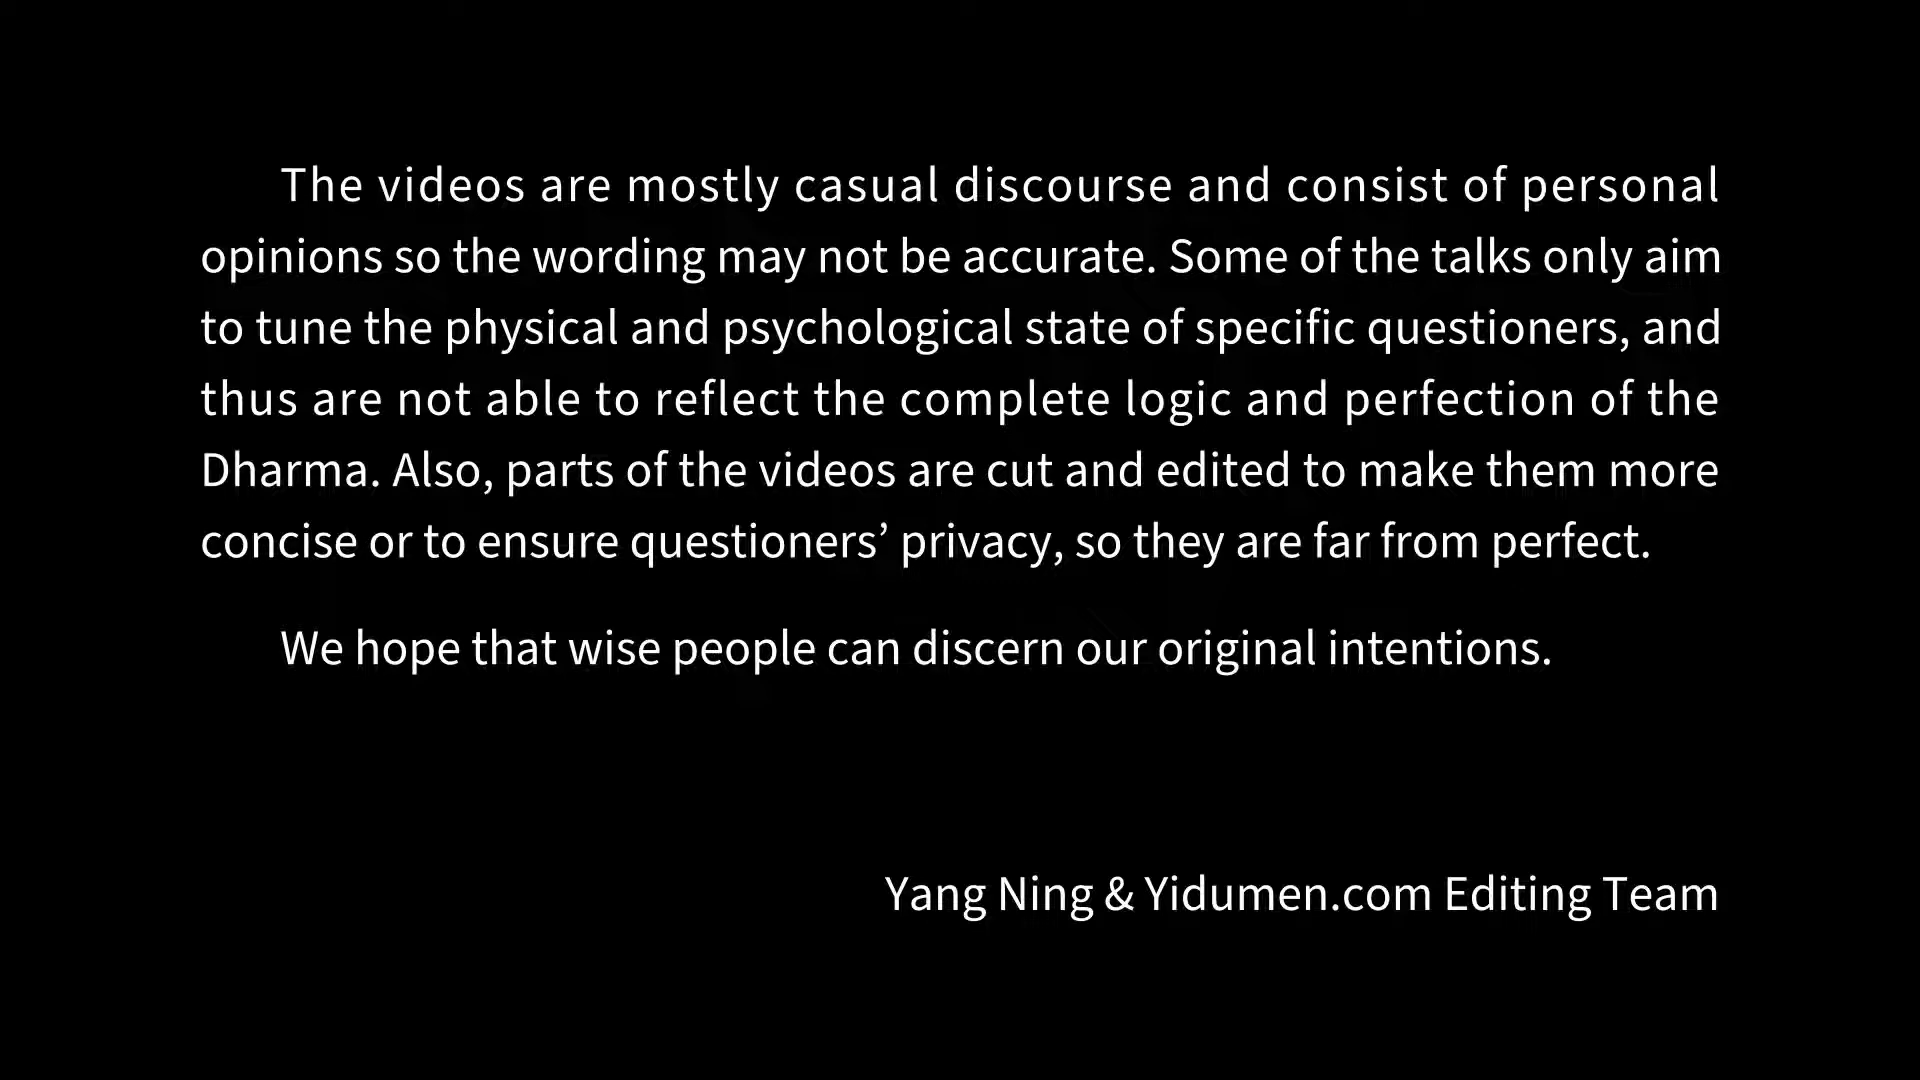 The videos are mostly casual discourse and consist of personal
opinions so the wording may not be accurate. Some of the talks only aim
to tune the physical and psychological state of specific questioners, and
thus are not able to reflect the complete logic and perfection of the
Dharma. Also, parts of the videos are cut and edited to make them more
concise or to ensure questioners’ privacy, so they are far from perfect.
We hope that wise people can discern our original intentions.
Yang Ning & Yidumen.com Editing Team